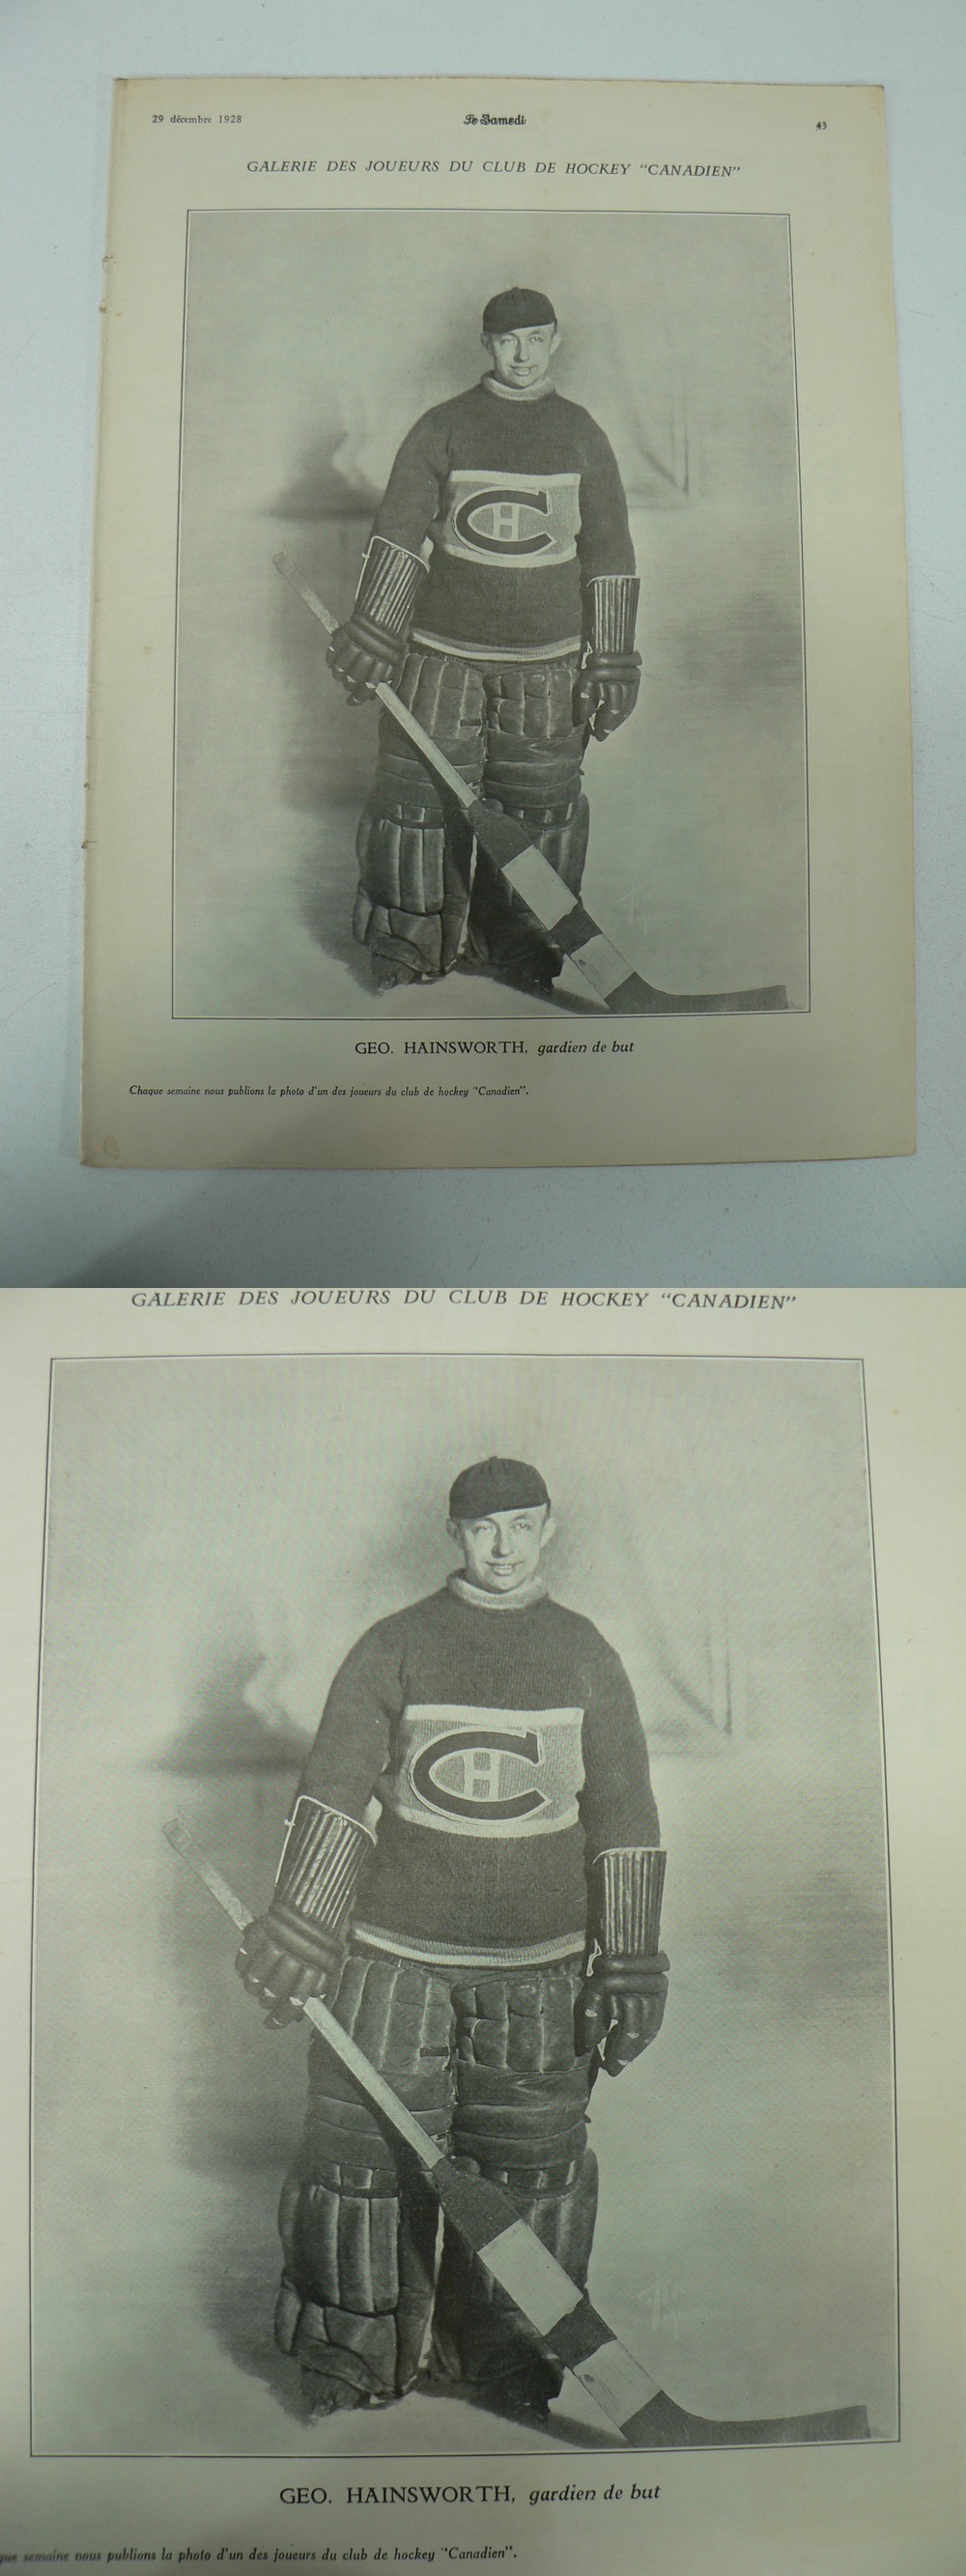 29 décembre 1928
Le Samedi
43
GALERIE DES JOUEURS DU CLUB DE HOCKEY "CANADIEN"
CH
GEO. HAINSWORTH, gardien de but
Chaque semaine nous publions la photo d'un des joueurs du club de hockey "Canadien".
GALERIE DES JOUEURS DU CLUB DE HOCKEY "CANADIEN"
CH
GEO. HAINSWORTH, gardien de but
que semaine nous publions la photo d'un des joueurs du club de hockey "Canadien".